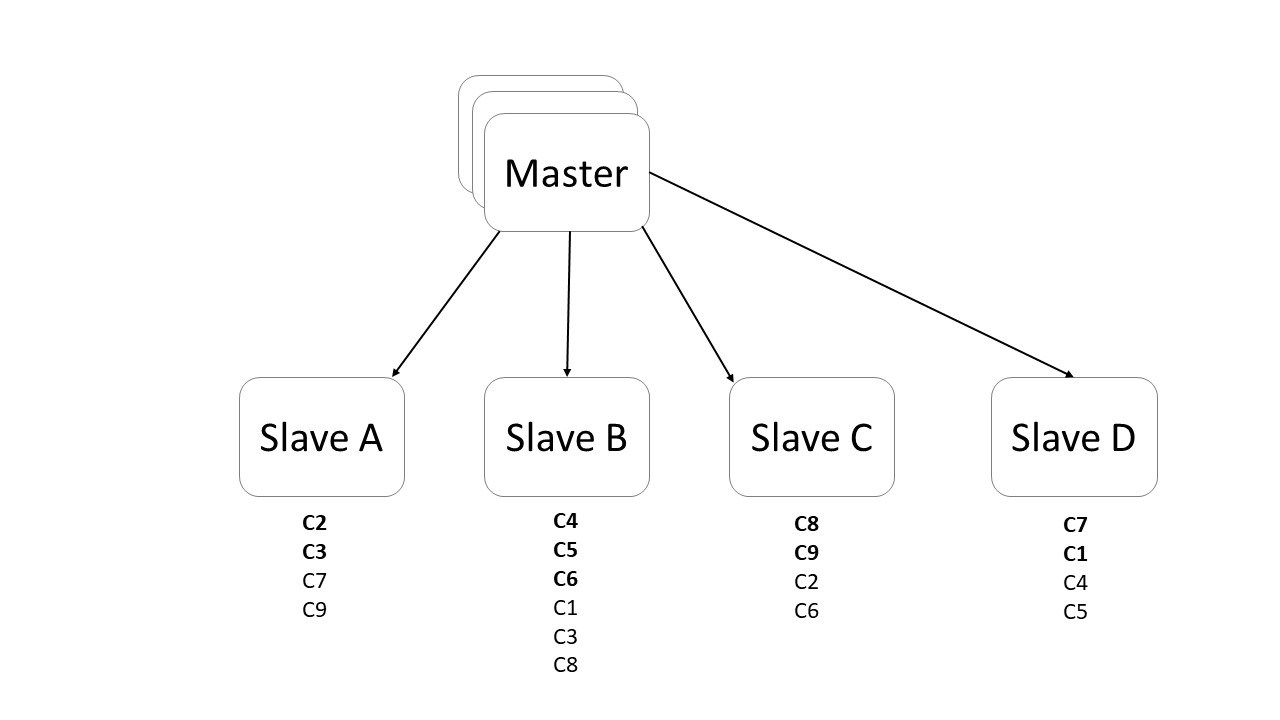 Master
Slave A
Slave B
Slave C
Slave D
C2
C3
C7
C9
C4
C5
C6
C1
C3
C8
C8
C9
C2
C6
C7
C1
C4
C5